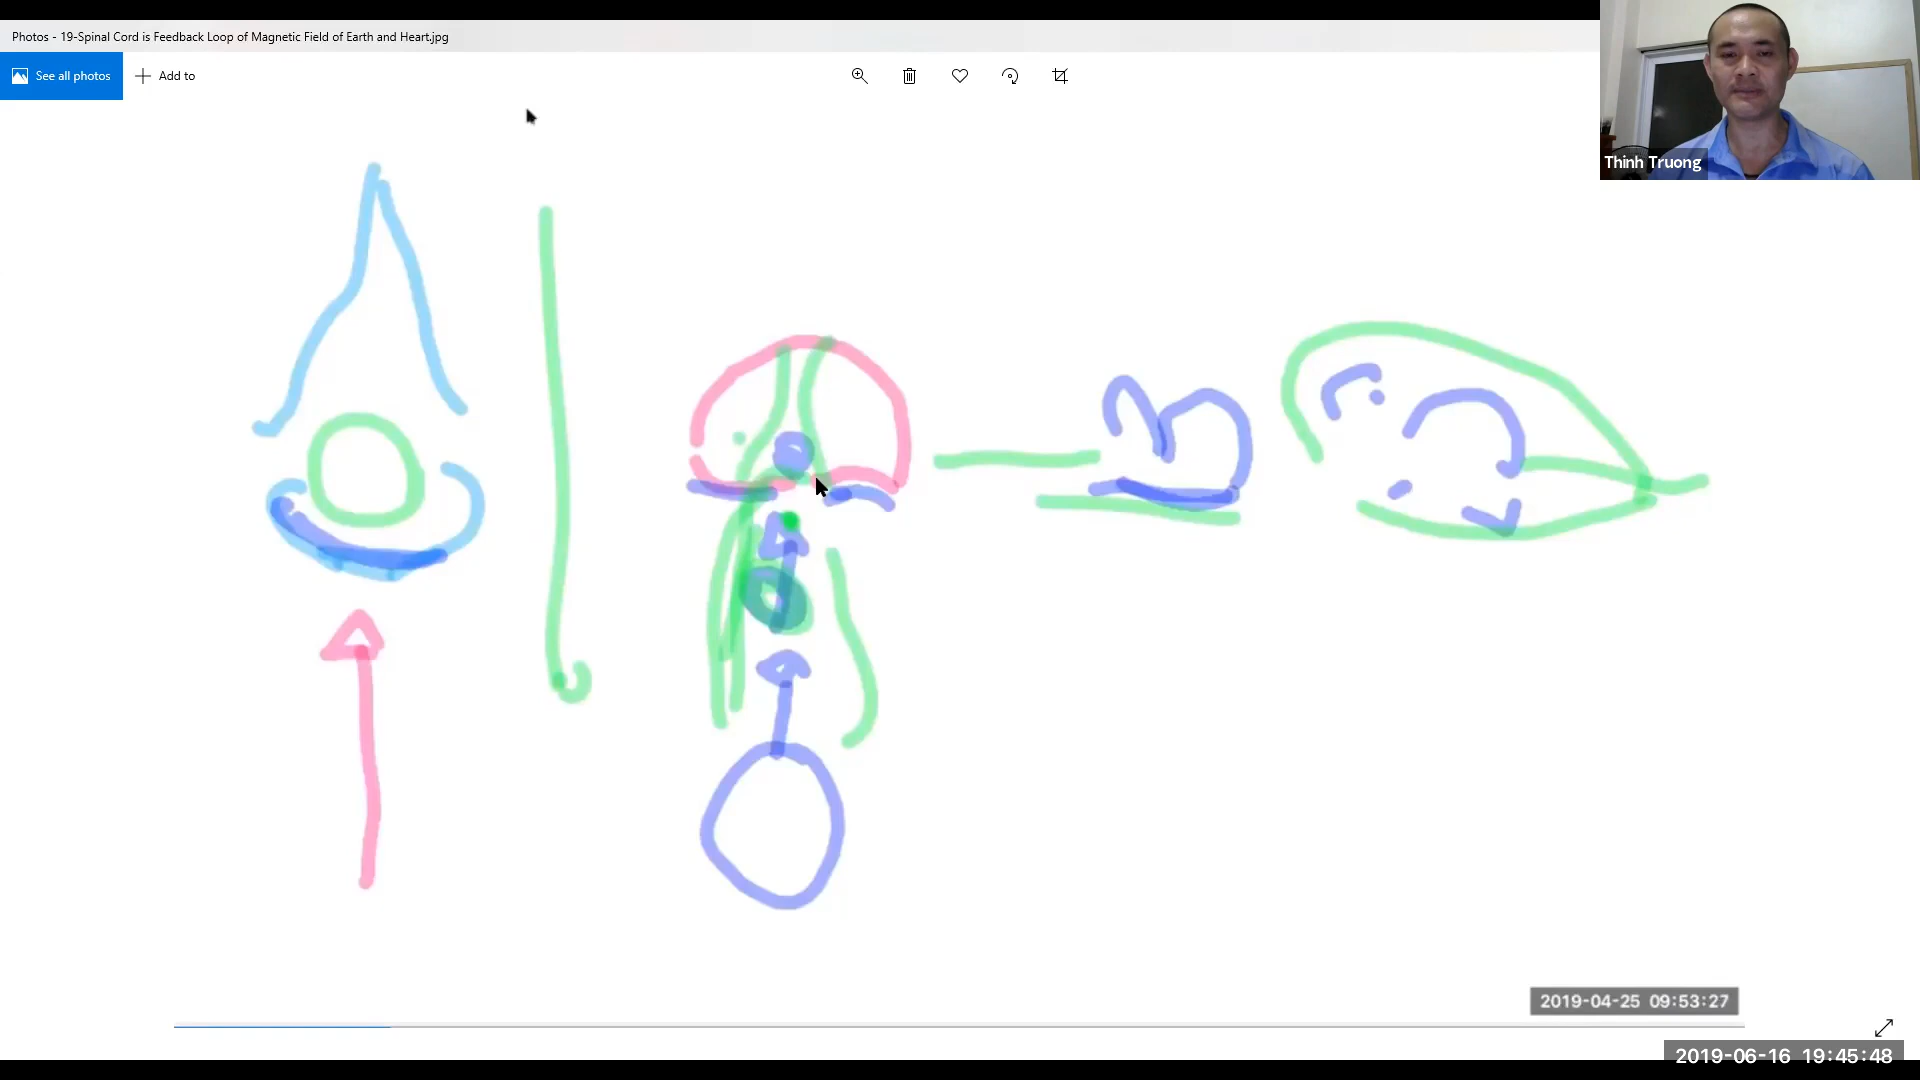 Photos - 19-Spinal Cord is Feedback Loop of Magnetic Field of Earth and Heart.jpg
See all photos
Add to
Thinh Truong
2019-04-25 09:53:27
2019-06-16 19:45:48